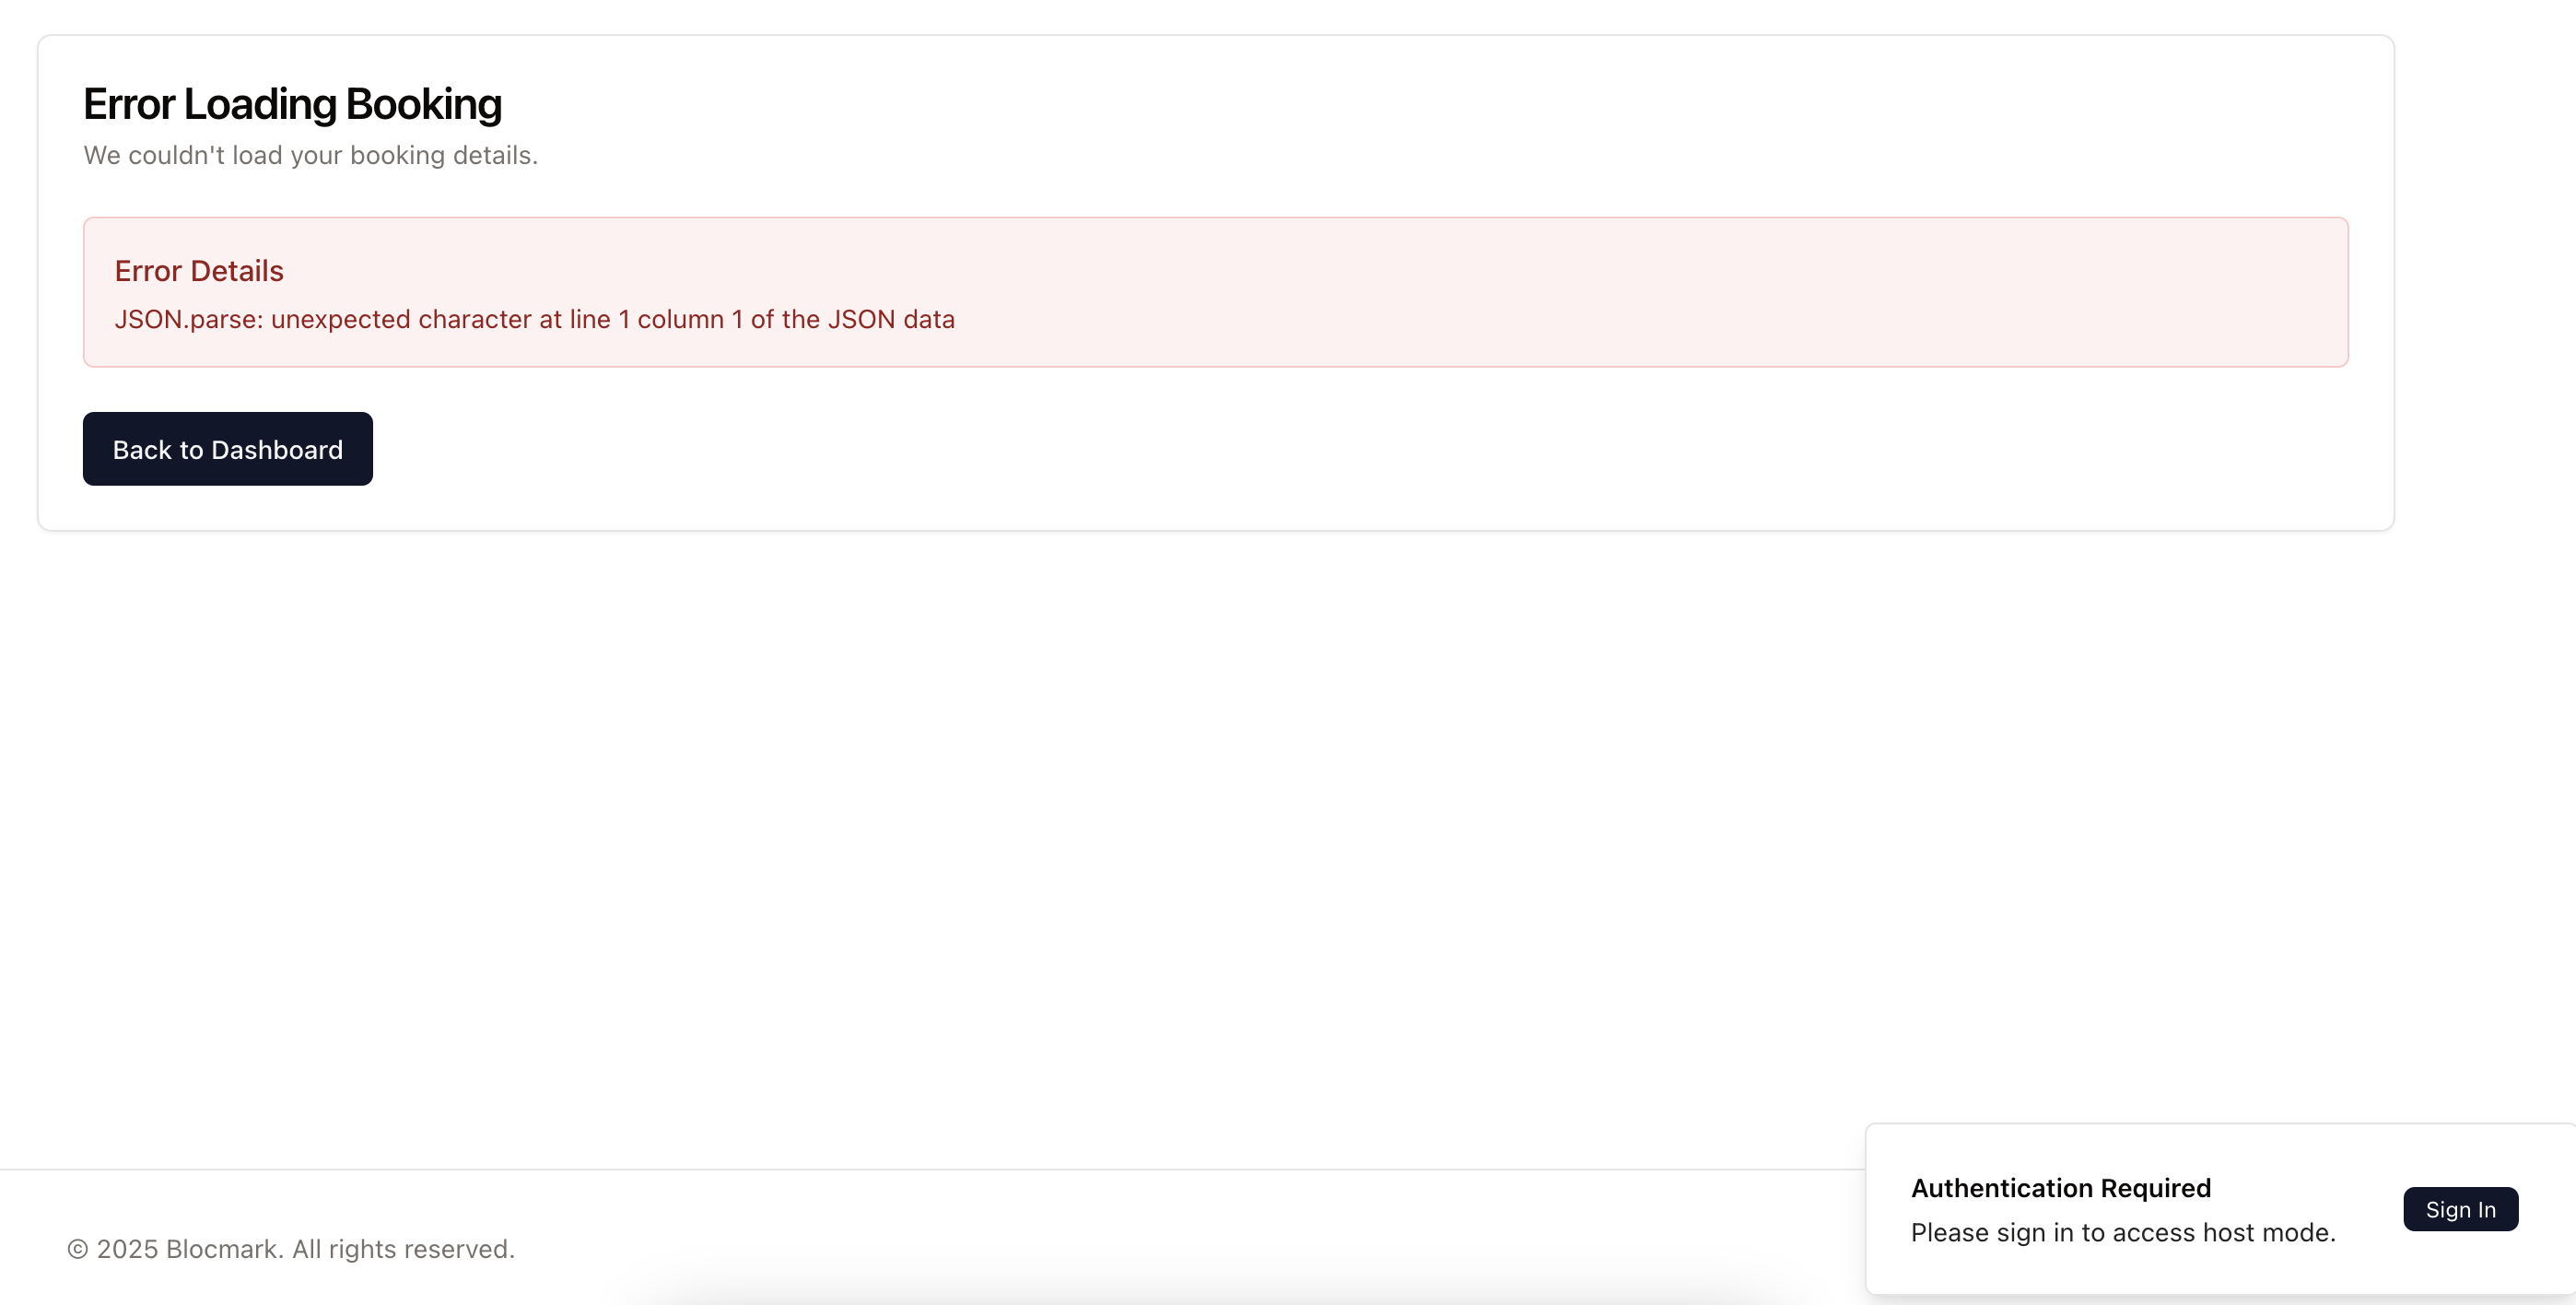 Error Loading Booking
We couldn't load your booking details.
Error Details
JSON.parse: unexpected character at line 1 column 1 of the JSON data
Back to Dashboard
Authentication Required
Please sign in to access host mode.
Sign In
© 2025 Blocmark. All rights reserved.